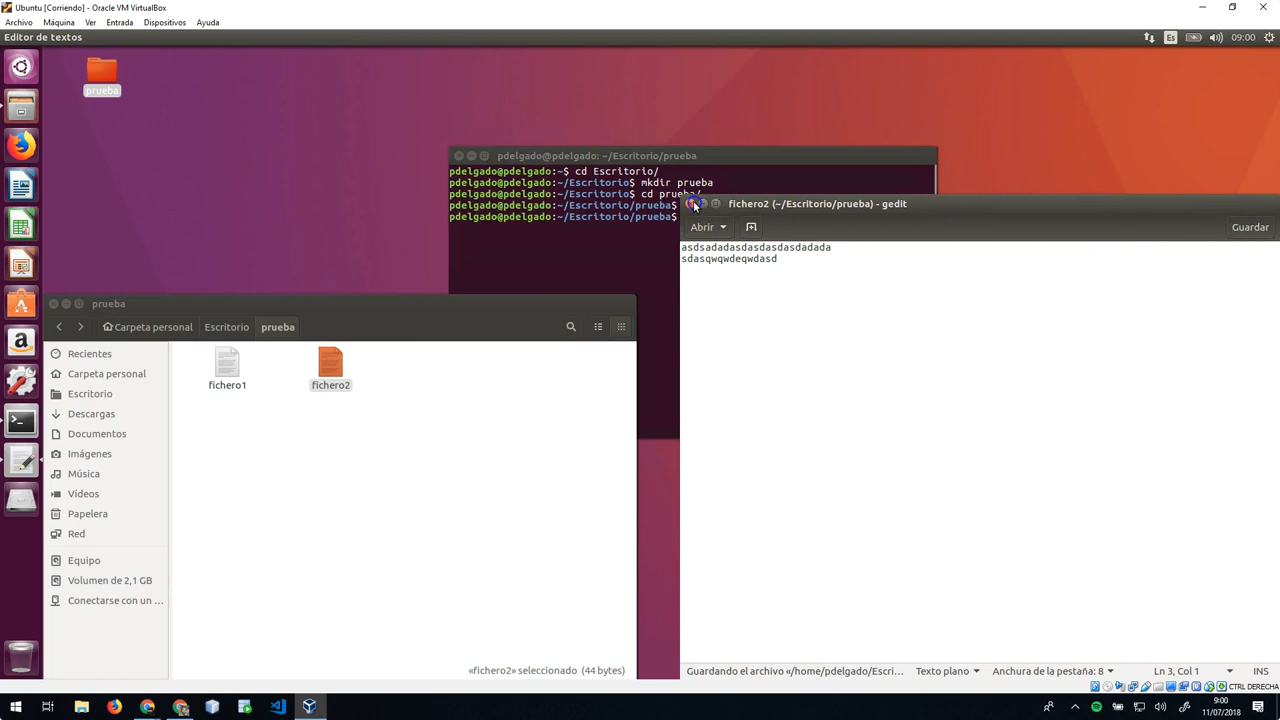 Ubuntu [Corriendo] - Oracle VM VirtualBox
Archivo Máquina Ver Entrada Dispositivos Ayuda
Editor de textos
Es
09:00
prueba
pdelgado@pdelgado: ~/Escritorio/prueba
pdelgado@pdelgado:~$ cd Escritorio/
pdelgado@pdelgado:~/Escritorio$ mkdir prueba
pdelgado@pdelgado:~/Escritorio$ cd prueba/
pdelgado@pdelgado:~/Escritorio/prueba$
pdelgado@pdelgado:~/Escritorio/prueba$
fichero2 (~/Escritorio/prueba) - gedit
Abrir
Guardar
asdsadadasdasdasdasdadada
sdasqwqwdeqwdasd
prueba
Carpeta personal Escritorio prueba
Recientes
Carpeta personal
Escritorio
Descargas
Documentos
Imágenes
Música
Vídeos
Papelera
Red
Equipo
Volumen de 2,1 GB
Conectarse con un …
fichero1
fichero2
«fichero2» seleccionado (44 bytes)
Guardando el archivo «/home/pdelgado/Escri…
Texto plano
Anchura de la pestaña: 8
Ln 3, Col 1
INS
CTRL DERECHA
9:00
11/07/2018